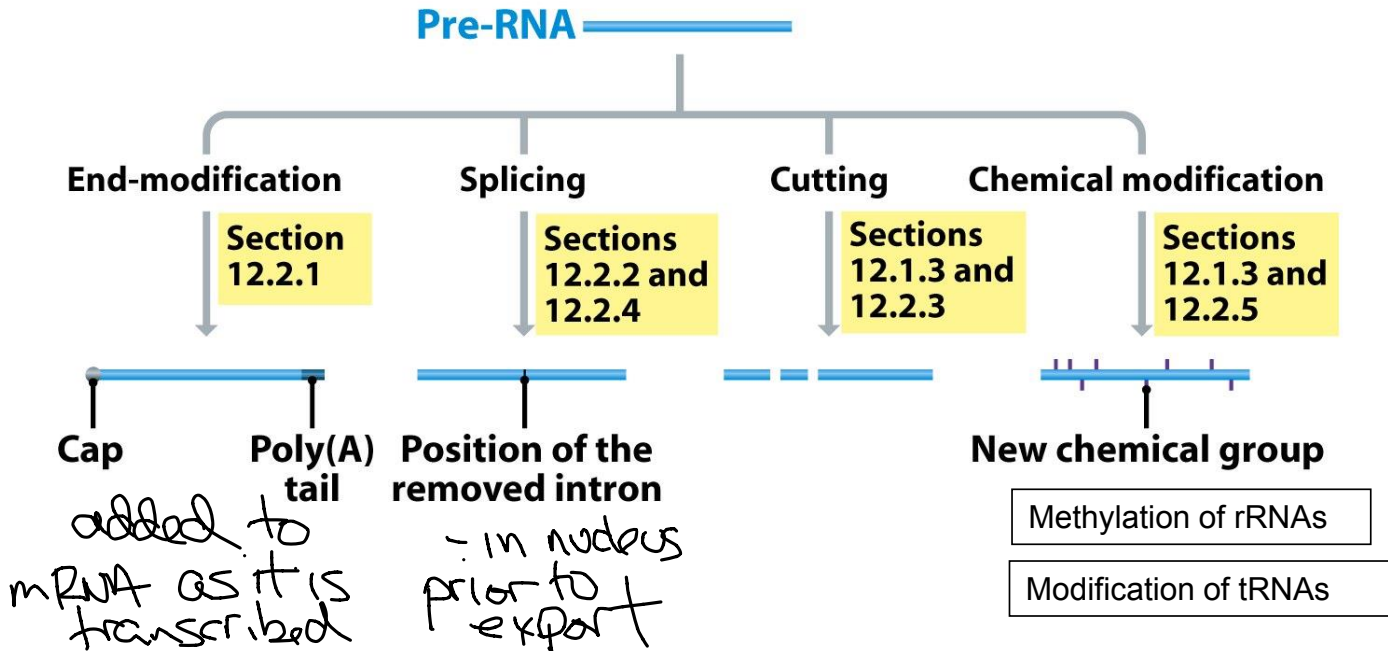 Pre-RNA
End-modification
Splicing
Cutting
Chemical modification
Section
12.2.1
Sections
12.2.2 and
12.2.4
Sections
12.1.3 and
12.2.3
Sections
12.1.3 and
12.2.5
Cap
Poly(A)
tail
Position of the
removed intron
New chemical group
added to
mRNA as it is
transcribed
- in nucleus
prior to
export
Methylation of rRNAs
Modification of tRNAs